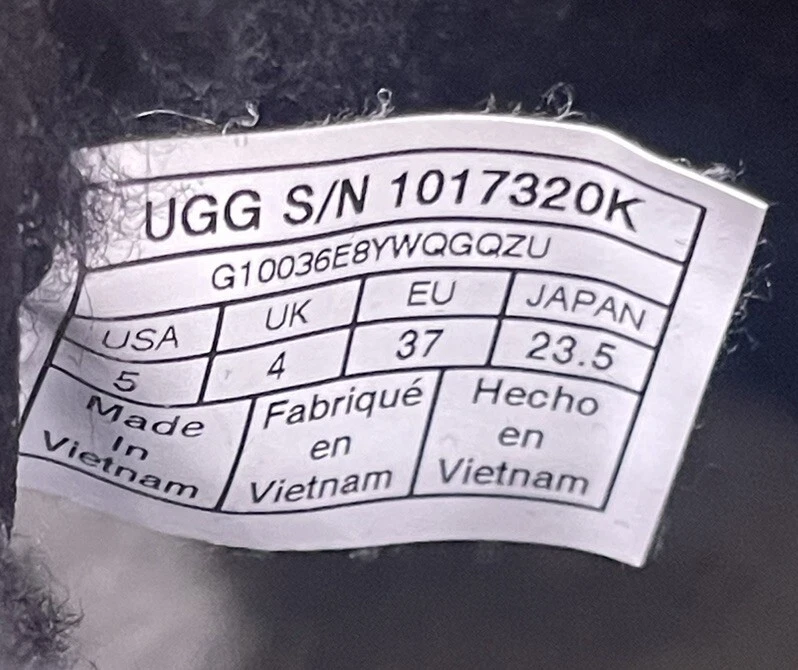 UGG S/N 1017320K
G10036E8YWQGQZU
USA UK EU JAPAN
5 4 37 23.5
Made
In
Vietnam
Fabriqué
en
Vietnam
Hecho
en
Vietnam